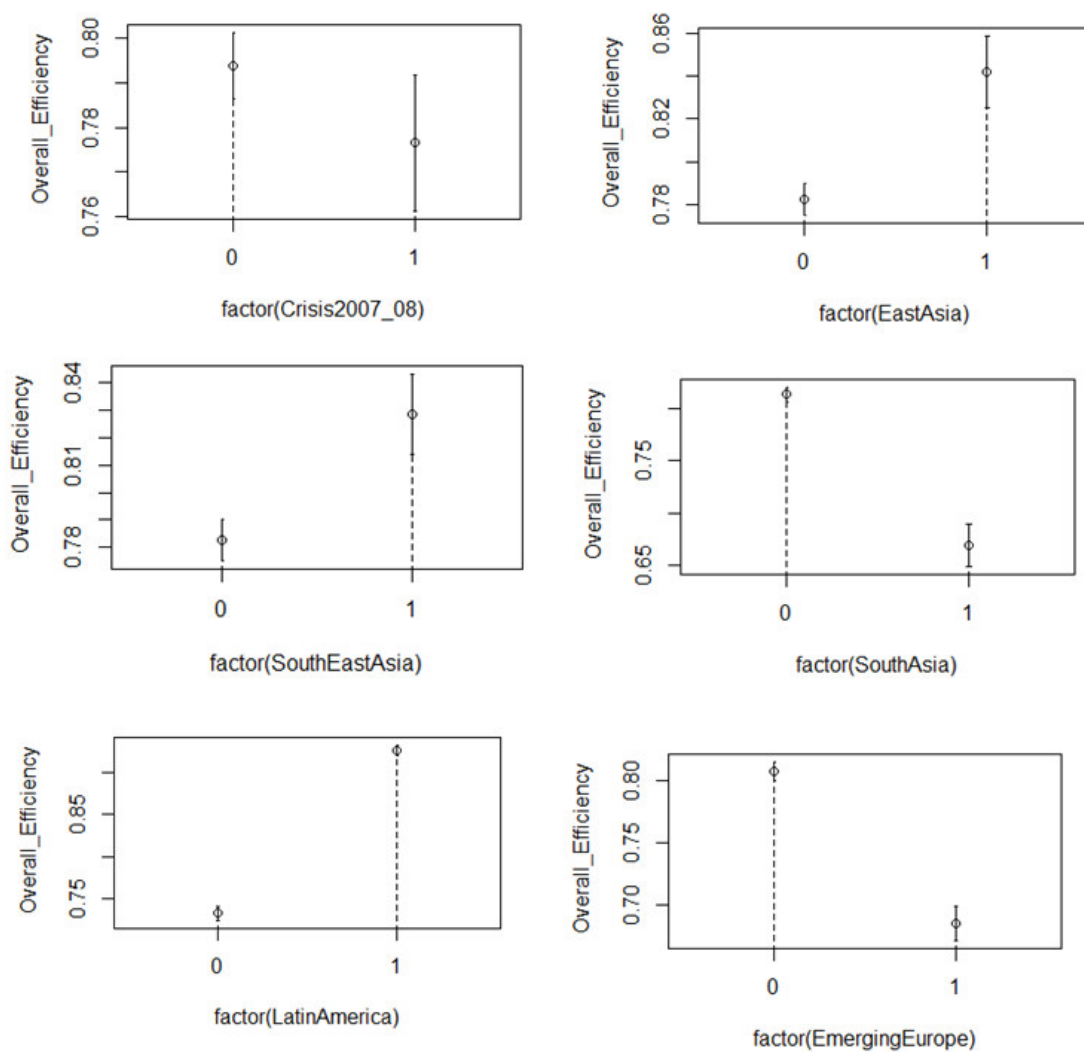 Overall_Efficiency
0.80
0.78
0.76
0 1
factor(Crisis2007_08)
Overall_Efficiency
0.86
0.82
0.78
0 1
factor(EastAsia)
Overall_Efficiency
0.84
0.81
0.78
0 1
factor(SouthEastAsia)
Overall_Efficiency
0.75
0.65
0 1
factor(SouthAsia)
Overall_Efficiency
0.85
0.75
0 1
factor(LatinAmerica)
Overall_Efficiency
0.80
0.75
0.70
0 1
factor(EmergingEurope)